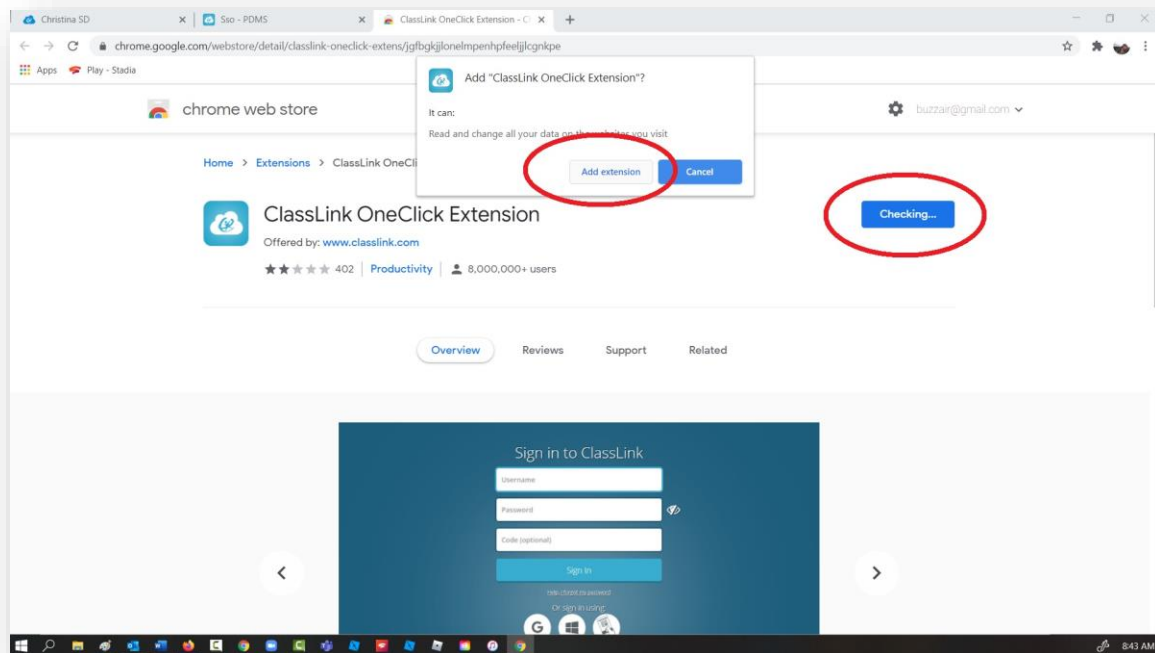 Christina SD
Sso - PDMS
ClassLink OneClick Extension - C
chrome.google.com/webstore/detail/classlink-oneclick-extens/jgfbgkjjlonelmpenhpfeeljjlcgnkpe
Apps Play - Stadia
Add "ClassLink OneClick Extension"?
It can:
Read and change all your data on the websites you visit
Add extension Cancel
chrome web store
buzzair@gmail.com
Home > Extensions > ClassLink OneCli
ClassLink OneClick Extension
Checking...
Offered by: www.classlink.com
402 | Productivity | 8,000,000+ users
Overview Reviews Support Related
Sign in to ClassLink
Username
Password
Code (optional)
Sign In
Or sign in using:
8:43 AM